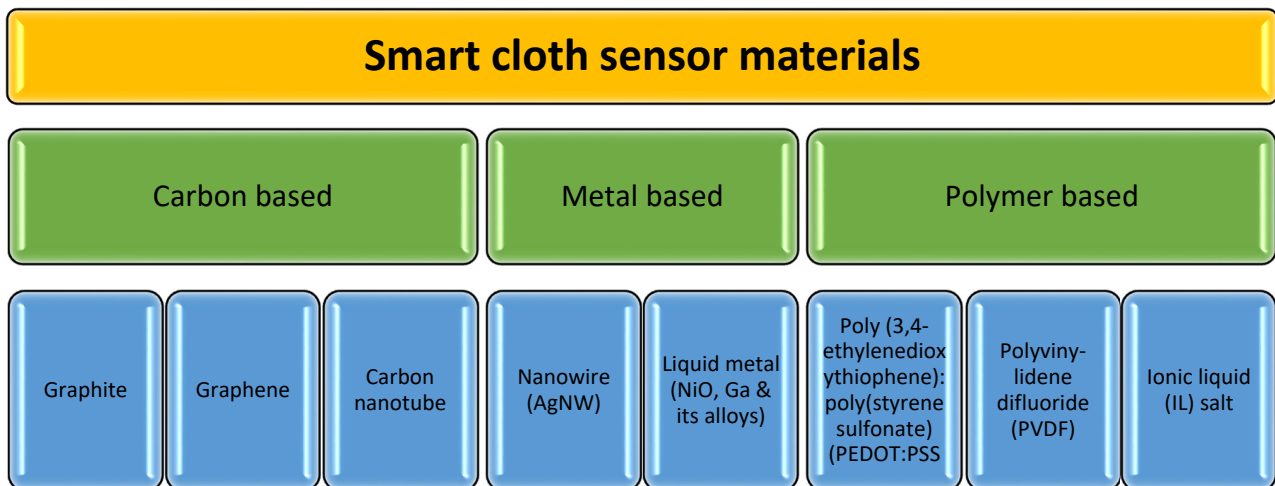 Smart cloth sensor materials
Carbon based
Metal based
Polymer based
Graphite
Graphene
Carbon
nanotube
Nanowire
(AgNW)
Liquid metal
(NiO, Ga &
its alloys)
Poly (3,4-
ethylenediox
ythiophene):
poly(styrene
sulfonate)
(PEDOT:PSS
Polyviny-
lidene
difluoride
(PVDF)
Ionic liquid
(IL) salt